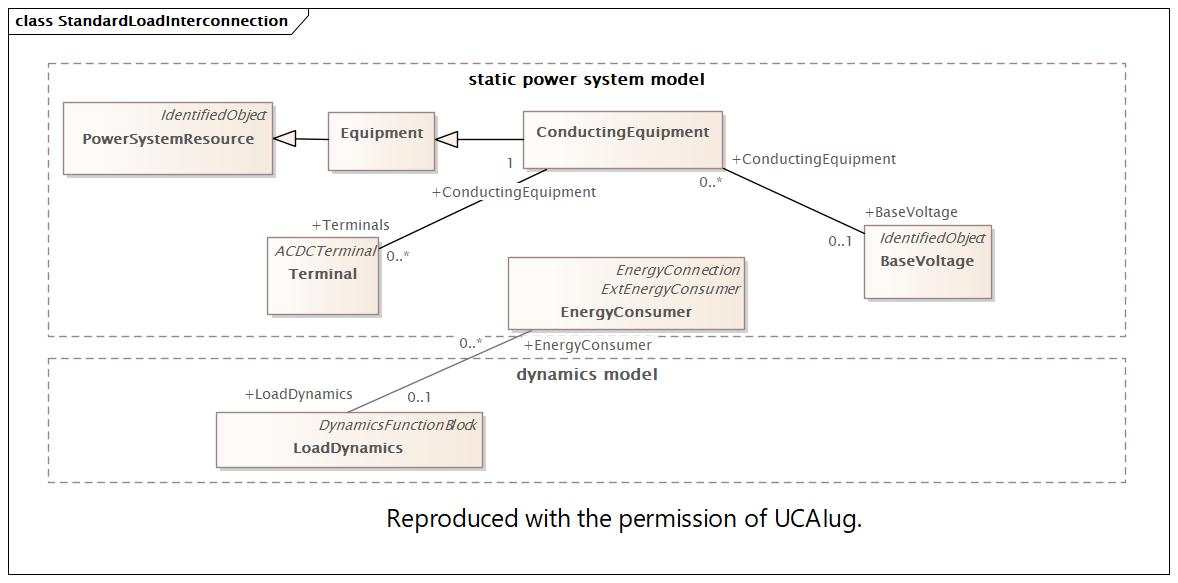 class StandardLoadInterconnection
static power system model
IdentifiedObject
PowerSystemResource
Equipment
ConductingEquipment
1
+ConductingEquipment
0..*
+ConductingEquipment
+Terminals
0..*
+BaseVoltage
0..1
ACDCTerminal
Terminal
IdentifiedObject
BaseVoltage
EnergyConnection
ExtEnergyConsumer
EnergyConsumer
0..*
+EnergyConsumer
dynamics model
+LoadDynamics
0..1
DynamicsFunctionBlock
LoadDynamics
Reproduced with the permission of UCAIug.